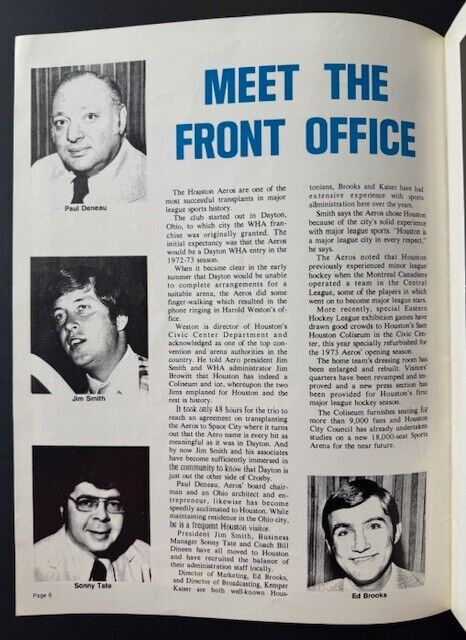 MEET THE
FRONT OFFICE
Paul Deneau
Jim Smith
Sonny Tate
The Houston Aeros are one of the
most successful transplants in major
league sports history.
The club started out in Dayton,
Ohio, to which city the WHA fran-
chise was originally granted. The
initial expectancy was that the Aeros
would be a Dayton WHA entry in the
1972-73 season.
When it became clear in the early
summer that Dayton would be unable
to complete arrangements for a
suitable arena, the Aeros did some
finger-walking which resulted in the
phone ringing in Harold Weston's of-
fice.
Weston is director of Houston's
Civic Center Department and
acknowledged as one of the top con-
vention and arena authorities in the
country. He told Aero president Jim
Smith and WHA administrator Jim
Browitt that Houston has indeed a
Coliseum and ice, whereupon the two
Jims emplaned for Houston and the
rest is history.
It took only 48 hours for the trio to
reach an agreement on transplanting
the Aeros to Space City where it turns
out that the Aero name is every bit as
meaningful as it was in Dayton. And
by now Jim Smith and his associates
have become sufficiently immersed in
the community to know that Dayton is
just out the other side of Crosby.
Paul Deneau, Aeros' board chair-
man and an Ohio architect and en-
trepreneur, likewise has become
speedily acclimated to Houston. While
maintaining residence in the Ohio city,
he is a frequent Houston visitor.
President Jim Smith, Business
Manager Sonny Tate and Coach Bill
Dineen have all moved to Houston
and have recruited the balance of
their administration staff locally.
Director of Marketing, Ed Brooks,
and Director of Broadcasting, Kemper
Kaiser are both well-known Hous-
tonians, Brooks and Kaiser have had
extensive experience with sports
administration here over the years.
Smith says the Aeros chose Houston
because of the city's solid experience
with major league sports. "Houston is
a major league city in every respect,"
he says.
The Aeros noted that Houston
previously experienced minor league
hockey when the Montreal Canadiens
operated a team in the Central
League, some of the players in which
went on to become major league stars.
More recently, special Eastern
Hockey League exhibition games have
drawn good crowds to Houston's Sam
Houston Coliseum in the Civic Cen-
ter, this year specially refurbished for
the 1973 Aeros' opening season.
The home team's dressing room has
been enlarged and rebuilt. Visitors'
quarters have been revamped and im-
proved and a new press section has
been provided for Houston's first
major league hockey season.
The Coliseum furnishes seating for
more than 9,000 fans and Houston
City Council has already undertaken
studies on a new 18,000-seat Sports
Arena for the near future.
Ed Brooks
Page 6